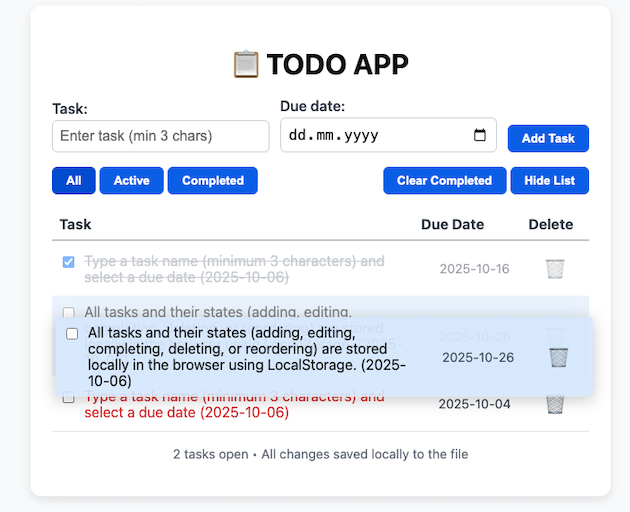 📋 TODO APP
Task:
Due date:
Enter task (min 3 chars)
dd.mm.yyyy
Add Task
All
Active
Completed
Clear Completed
Hide List
Task
Due Date
Delete
Type a task name (minimum 3 characters) and
select a due date (2025-10-06)
2025-10-16
All tasks and their states (adding, editing,
All tasks and their states (adding, editing,
completing, deleting, or reordering) are stored
locally in the browser using LocalStorage. (2025-
10-06)
2025-10-26
Type a task name (minimum 3 characters) and
select a due date (2025-10-06)
2025-10-04
2 tasks open • All changes saved locally to the file